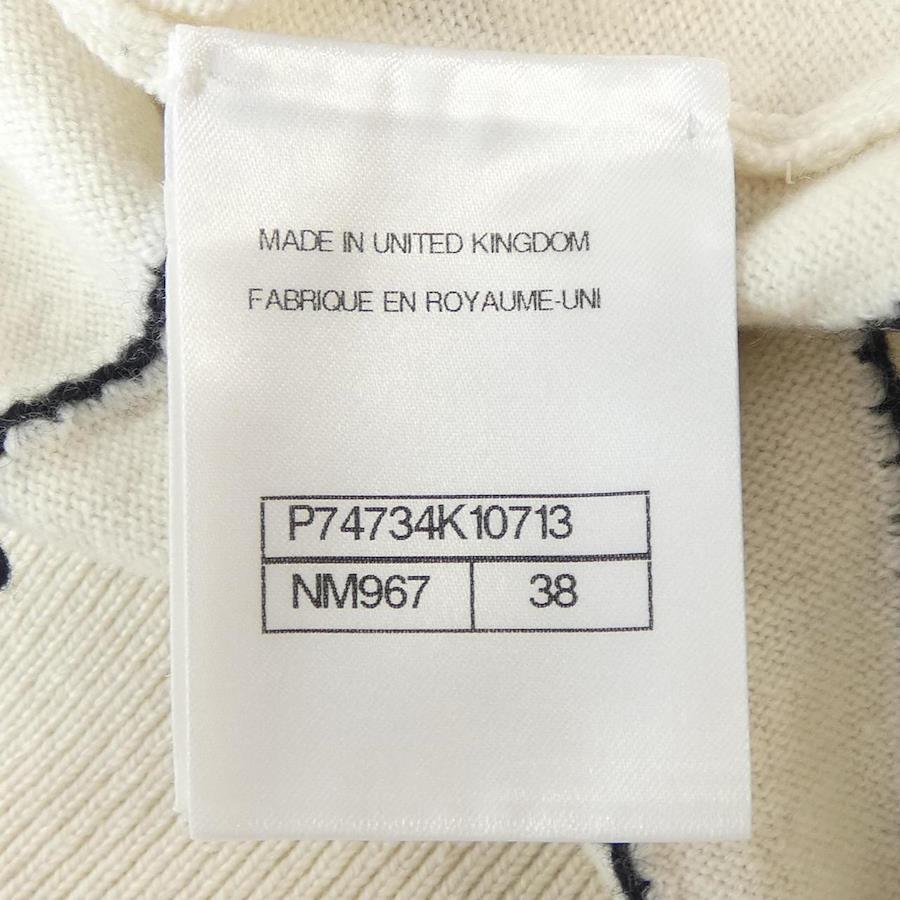 MADE IN UNITED KINGDOM
FABRIQUE EN ROYAUME-UNI
P74734K10713
NM967 38